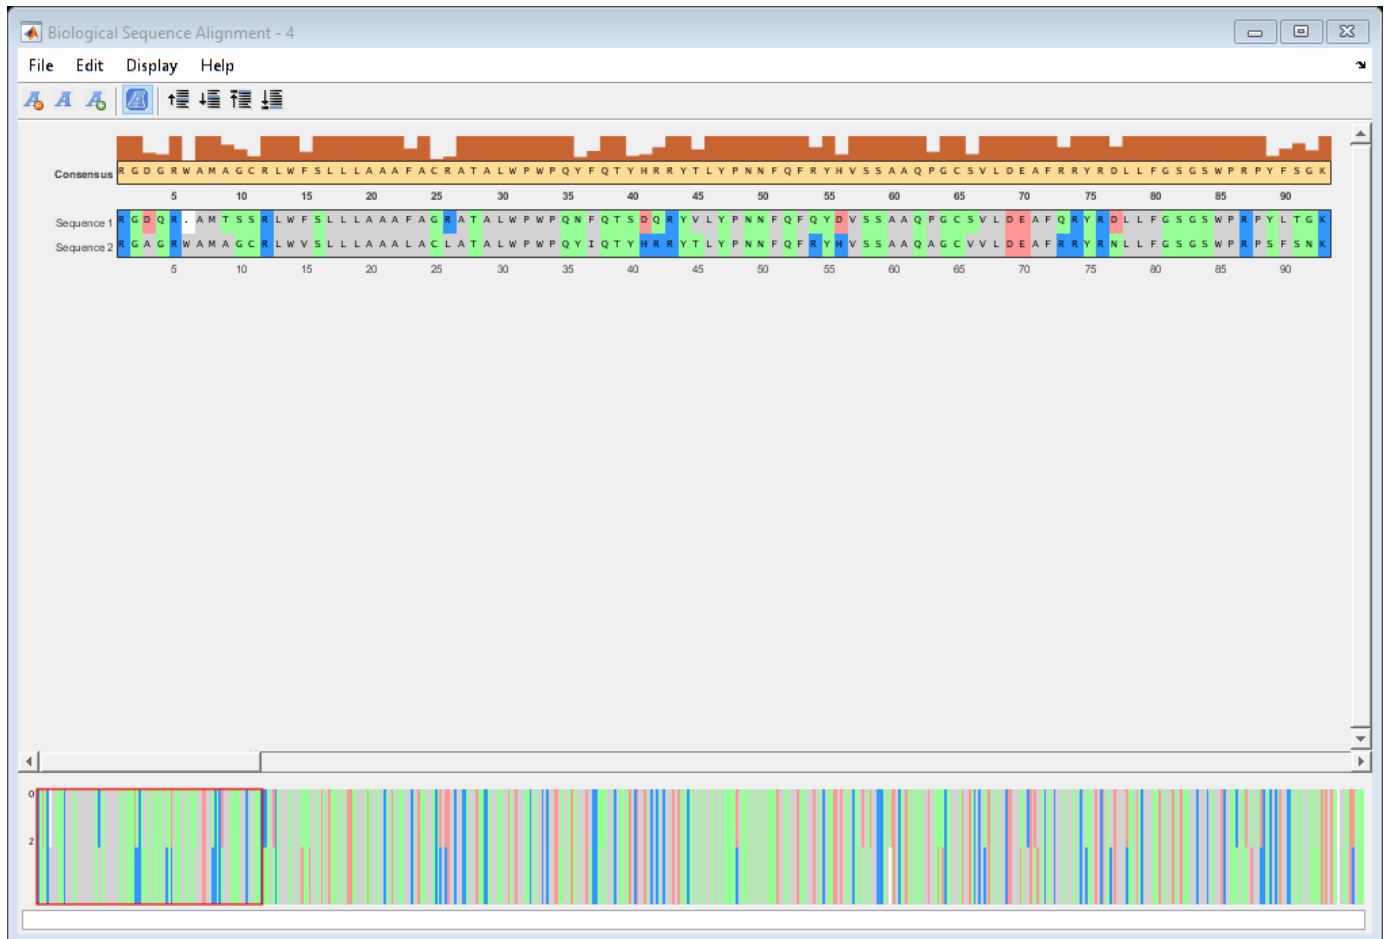 Biological Sequence Alignment - 4
File Edit Display Help
Consensus R G D G R W A M A G C R L W F S L L L A A A F A C R A T A L W P W P Q Y F Q T Y H R R Y T L Y P N N F Q F R Y H V S S A A Q P G C S V L D E A F R R Y R D L L F G S G S W P R P Y F S G K
5 10 15 20 25 30 35 40 45 50 55 60 65 70 75 80 85 90
Sequence 1 R G D Q R . A M T S S R L W F S L L L A A A F A G R A T A L W P W P Q N F Q T S D Q R Y V L Y P N N F Q F Q Y D V S S A A Q P G C S V L D E A F Q R Y R D L L F G S G S W P R P Y L T G K
Sequence 2 R G A G R W A M A G C R L W V S L L L A A A L A C L A T A L W P W P Q Y I Q T Y H R R Y T L Y P N N F Q F R Y H V S S A A Q A G C V V L D E A F R R Y R N L L F G S G S W P R P S F S N K
5 10 15 20 25 30 35 40 45 50 55 60 65 70 75 80 85 90
0
2